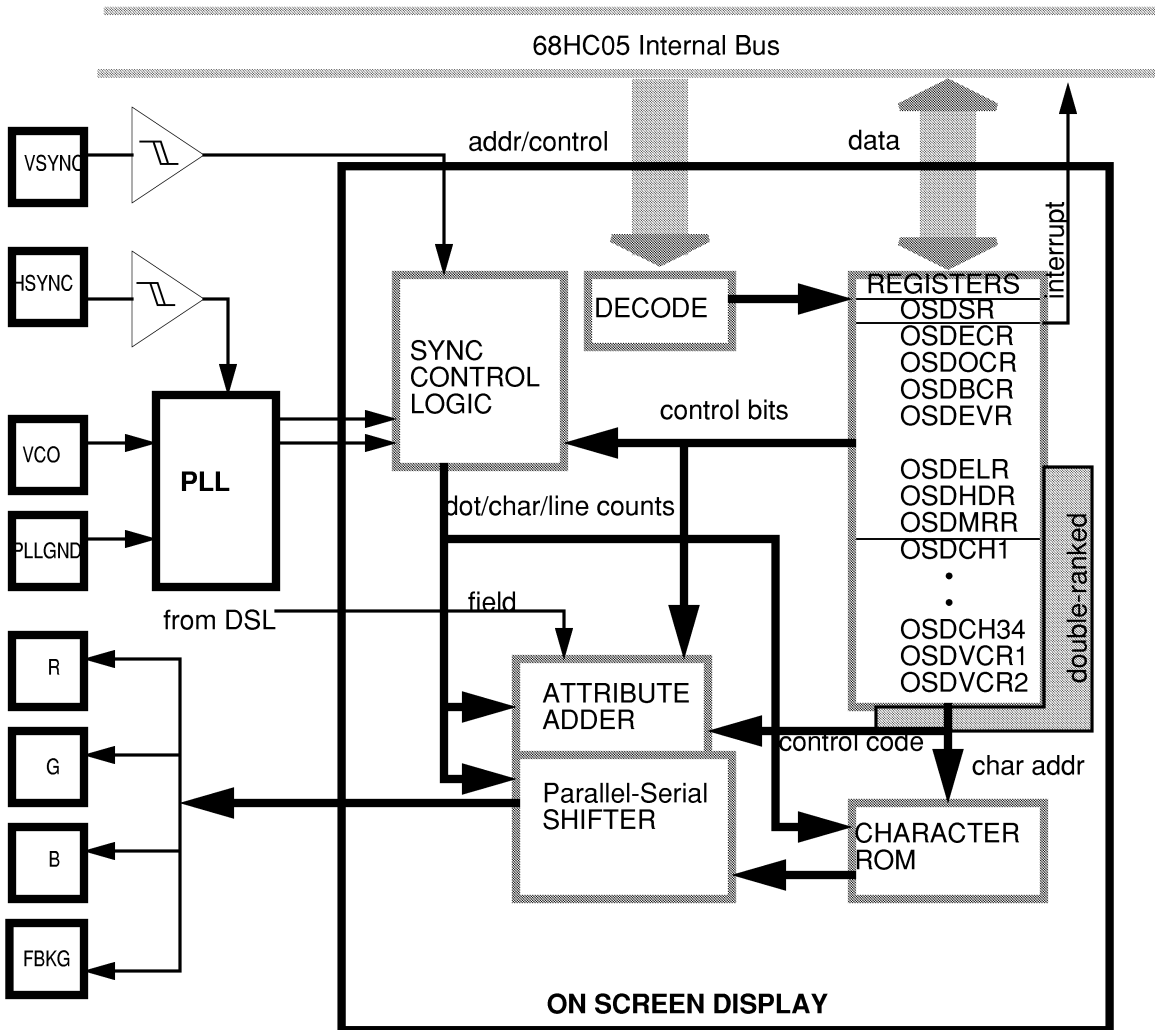 68HC05 Internal Bus
addr/control
data
VSYNC
HSYNC
interrupt
REGISTERS
OSDSR
OSDECR
OSDOCR
OSDBCR
OSDEVR
OSDELR
OSDHDR
OSDMRR
OSDCH1
OSDCH34
OSDVCR1
OSDVCR2
DECODE
SYNC
CONTROL
LOGIC
control bits
VCO
PLL
PLLGND
dot/char/line counts
double-ranked
from DSL
field
R
G
B
FBKG
ATTRIBUTE
ADDER
control code
char addr
Parallel-Serial
SHIFTER
CHARACTER
ROM
ON SCREEN DISPLAY